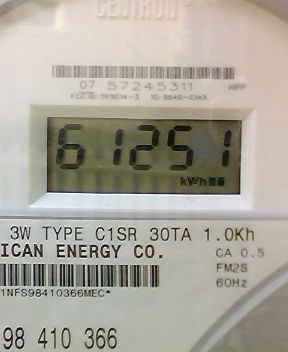 CENTRON
07 57245311
61251
kWh
3W TYPE C1SR 30TA 1.0Kh
ICAN ENERGY CO.
CA 0.5
FM2S
60Hz
1NFS98410366MEC*
98 410 366